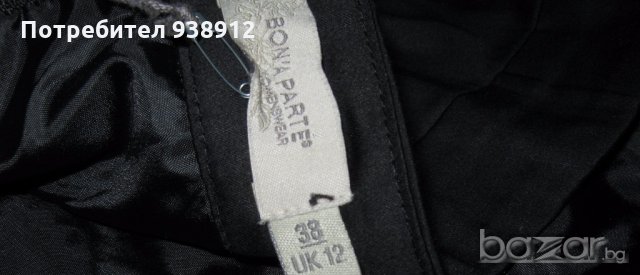 Потребител 938912
BON'A PARTE®
38
UK 12
bazar.bg